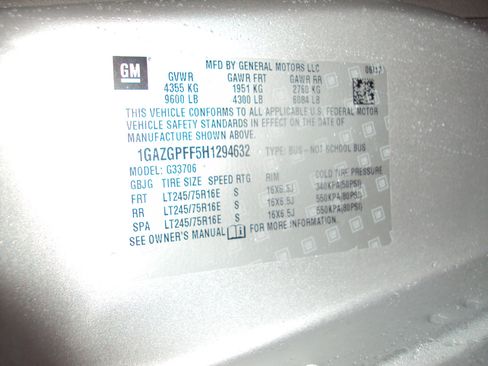 GM
MFD BY GENERAL MOTORS LLC
GVWR GAWR FRT GAWR RR
4355 KG 1951 KG 2760 KG
9600 LB 4300 LB 6084 LB
THIS VEHICLE CONFORMS TO ALL APPLICABLE U.S. FEDERAL MOTOR
VEHICLE SAFETY STANDARDS IN EFFECT ON THE DATE OF
MANUFACTURE SHOWN ABOVE.
1GAZGPFF5H1294632 TYPE: BUS - NOT SCHOOL BUS
MODEL: G33706
GBJG TIRE SIZE SPEED RTG RIM COLD TIRE PRESSURE
FRT LT245/75R16E S 16X6.5J 340KPA(50PSI)
RR LT245/75R16E S 16X6.5J 550KPA(80PSI)
SPA LT245/75R16E S 16X6.5J 550KPA(80PSI)
SEE OWNER'S MANUAL FOR MORE INFORMATION.